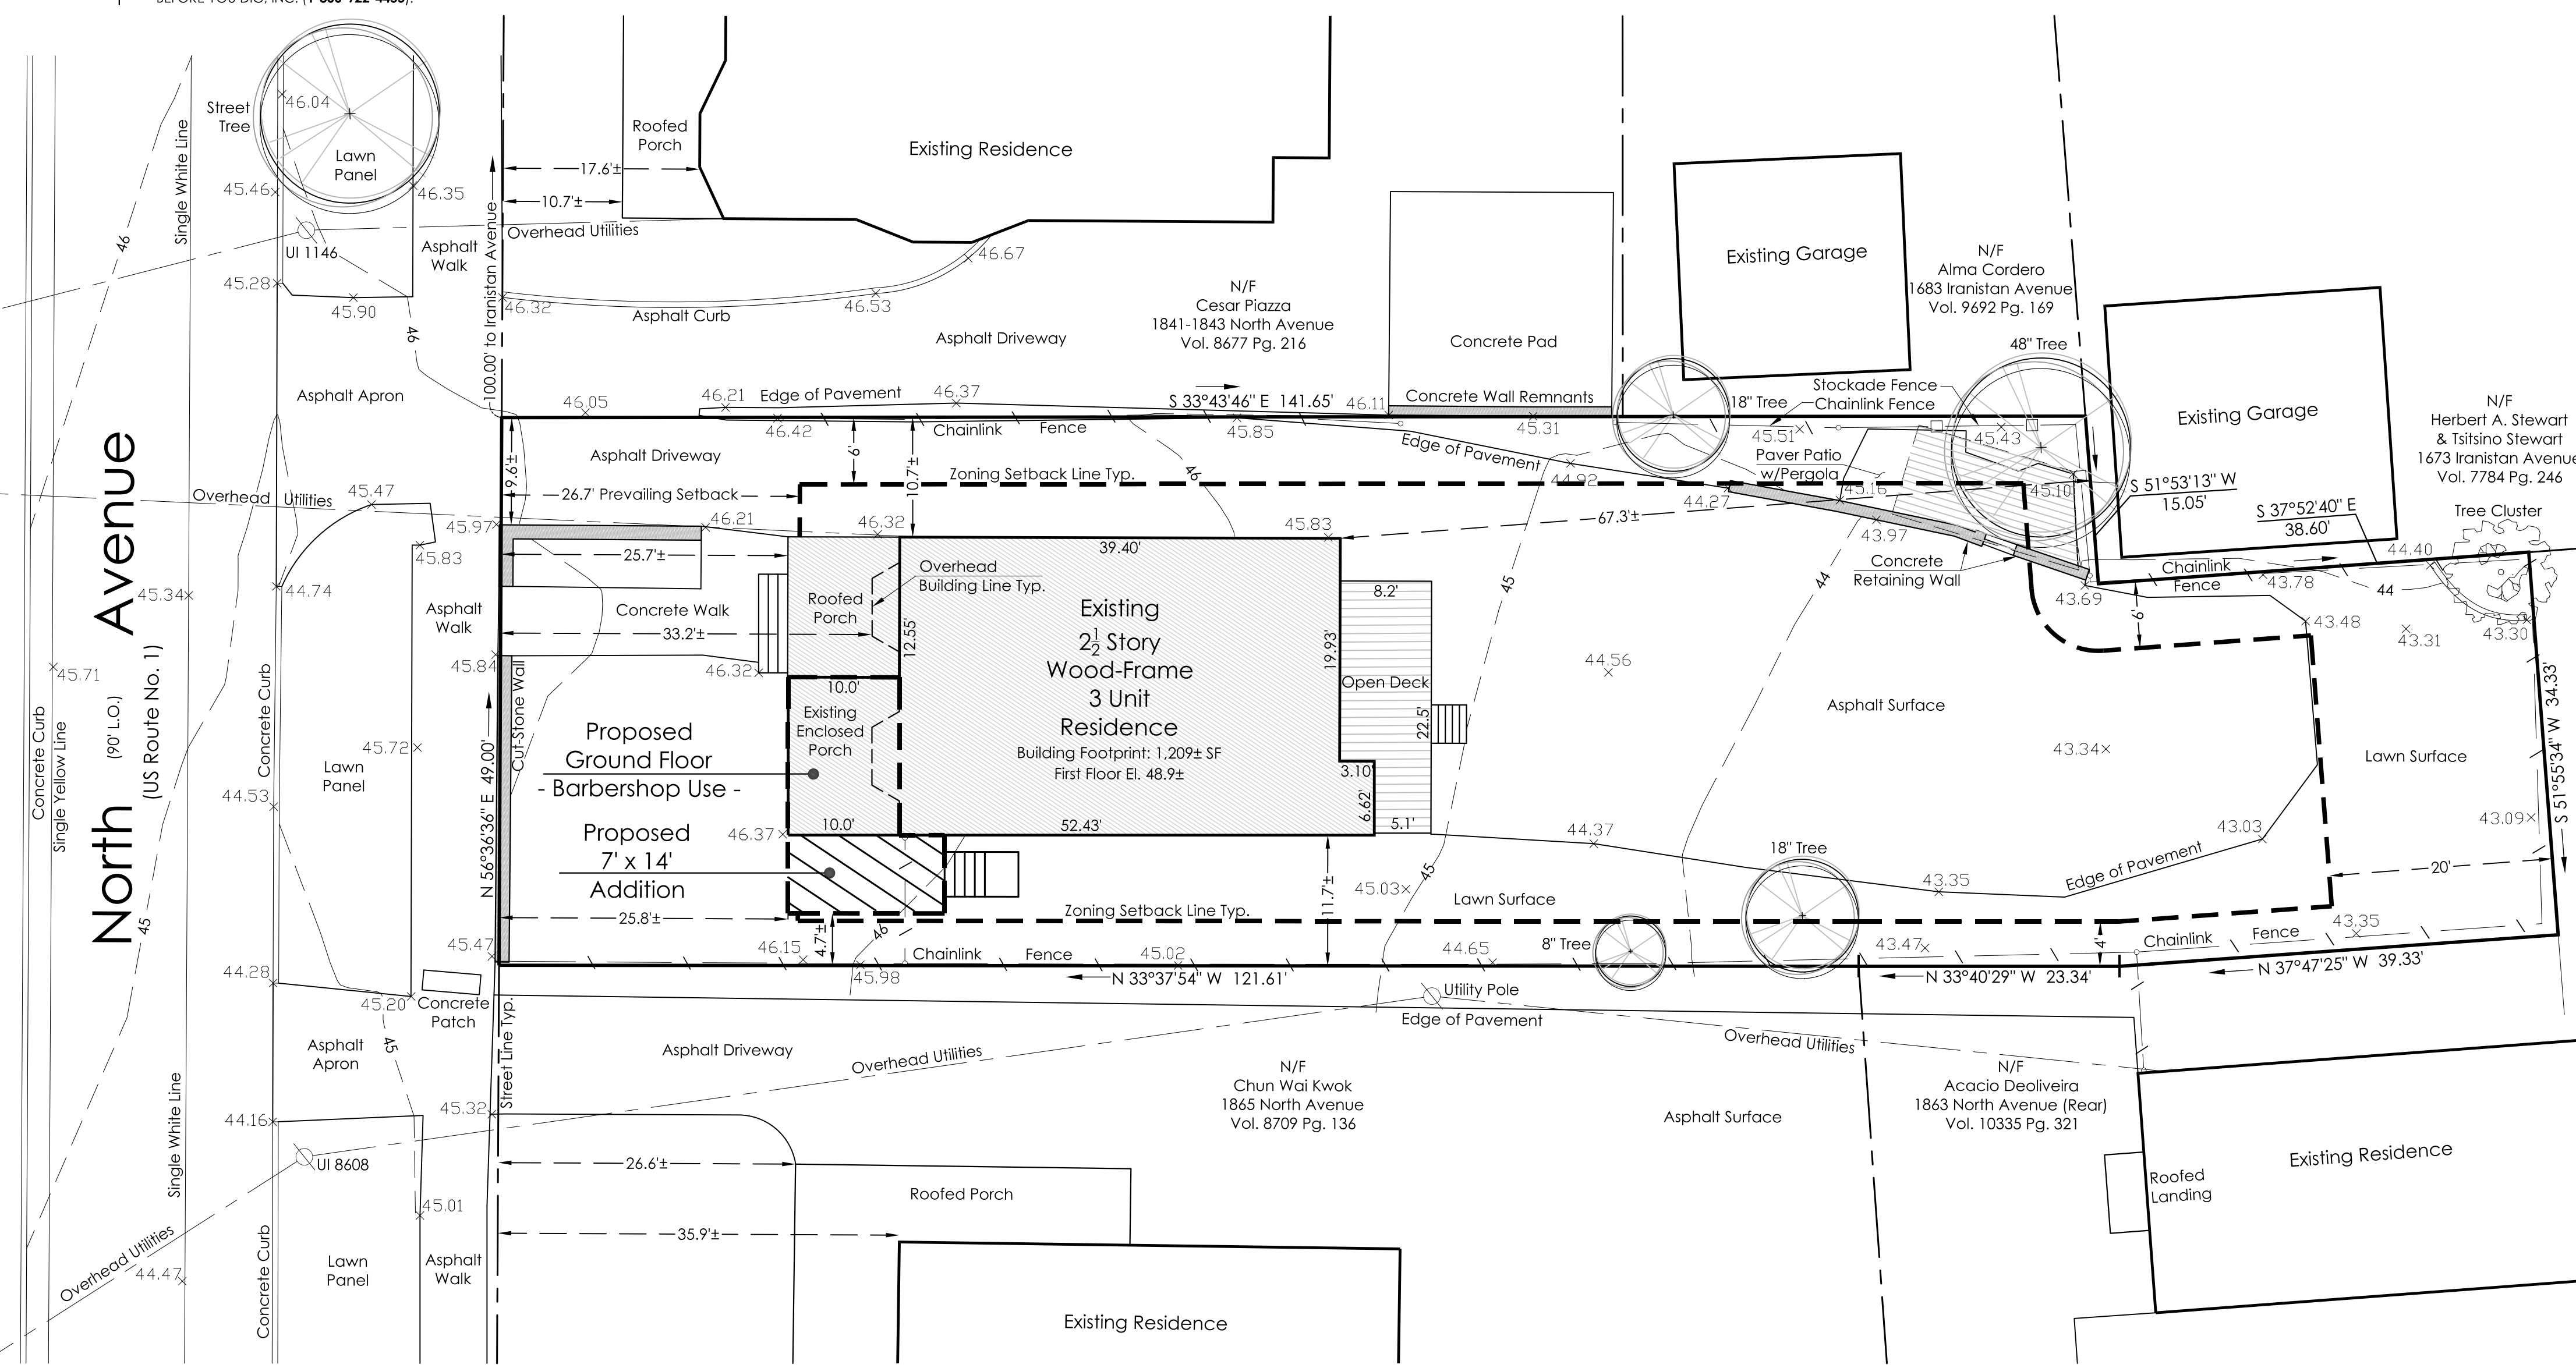 BEFORE YOU DIG, INC. (1-800-922-4455).
Street
Tree
46.04
Lawn
Panel
Single White Line
46
45.46
46.35
UI 1146
Asphalt
Walk
45.28
45.90
46
Asphalt Apron
100.00' to Iranistan Avenue
17.6'±
10.7'±
Roofed
Porch
Overhead Utilities
Existing Residence
46.67
46.32
46.53
Asphalt Curb
Asphalt Driveway
N/F
Cesar Piazza
1841-1843 North Avenue
Vol. 8677 Pg. 216
Concrete Pad
Existing Garage
N/F
Alma Cordero
1683 Iranistan Avenue
Vol. 9692 Pg. 169
48" Tree
Existing Garage
N/F
Herbert A. Stewart
& Tsitsino Stewart
1673 Iranistan Avenue
Vol. 7784 Pg. 246
46.05
46.21
Edge of Pavement
46.37
S 33°43'46" E 141.65'
46.11
Concrete Wall Remnants
18" Tree
Stockade Fence
Chainlink Fence
46.42
Chainlink Fence
45.85
45.31
45.51
45.43
Asphalt Driveway
9.6'±
6'
10.7'±
Zoning Setback Line Typ.
46
Edge of Pavement
44.92
44.27
Paver Patio
w/Pergola
45.16
45.10
S 51°53'13" W
15.05'
S 37°52'40" E
38.60'
Tree Cluster
Overhead Utilities
45.47
26.7' Prevailing Setback
45.97
46.21
46.32
45.83
67.3'±
43.97
44.40
45.83
25.7'±
39.40'
Concrete
Retaining Wall
Chainlink
Fence
43.78
44
43.69
6'
43.48
43.31
43.30
North Avenue
(90' L.O.)
(US Route No. 1)
45.34
44.74
Asphalt
Walk
Concrete Walk
33.2'±
Roofed
Porch
Overhead
Building Line Typ.
12.55'
8.2'
45
44
45.84
46.32
10.0'
Existing
2½ Story
Wood-Frame
3 Unit
Residence
Building Footprint: 1,209± SF
First Floor El. 48.9±
19.93'
Open Deck
22.5'
3.10'
6.62'
5.1'
44.56
Asphalt Surface
43.34
Lawn Surface
S 51°55'34" W 34.33'
45.71
Concrete Curb
Single Yellow Line
Concrete Curb
45.72
Lawn
Panel
44.53
N 56°36'36" E 49.00'
Cut-Stone Wall
Proposed
Ground Floor
- Barbershop Use -
Existing
Enclosed
Porch
Proposed
7' x 14'
Addition
46.37
10.0'
52.43'
44.37
43.03
43.09
45
45.03
45
Lawn Surface
18" Tree
43.35
Edge of Pavement
20'
25.8'±
4.7'±
46
Zoning Setback Line Typ.
11.7'±
45.47
46.15
45.98
Chainlink Fence
45.02
44.65
8" Tree
43.47
4'
Chainlink Fence
43.35
44.28
45.20
Concrete
Patch
N 33°37'54" W 121.61'
N 33°40'29" W 23.34'
N 37°47'25" W 39.33'
Utility Pole
Edge of Pavement
Asphalt
Apron
45
Street Line Typ.
Asphalt Driveway
Overhead Utilities
Overhead Utilities
N/F
Chun Wai Kwok
1865 North Avenue
Vol. 8709 Pg. 136
N/F
Acacio Deoliveira
1863 North Avenue (Rear)
Vol. 10335 Pg. 321
Asphalt Surface
Single White Line
44.16
45.32
UI 8608
26.6'±
Roofed Porch
Existing Residence
Roofed
Landing
45.01
35.9'±
Overhead Utilities
44.47
Concrete Curb
Lawn
Panel
Asphalt
Walk
Existing Residence